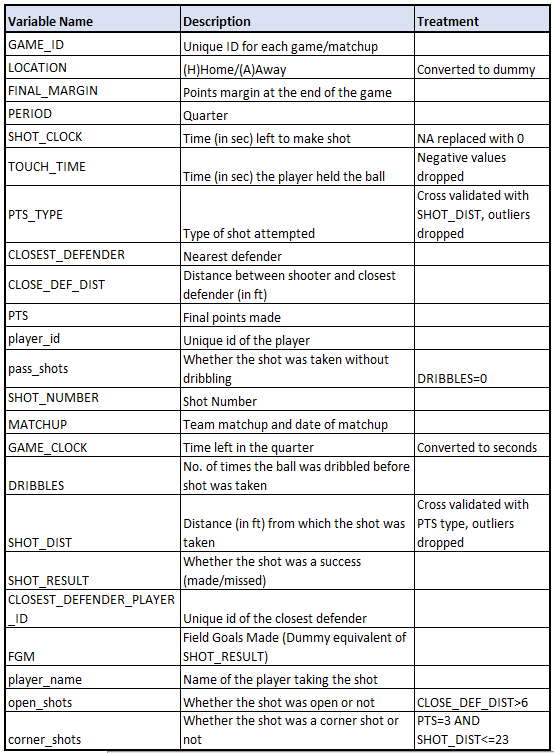 Variable Name Description Treatment
GAME_ID Unique ID for each game/matchup
LOCATION (H)Home/(A)Away Converted to dummy
FINAL_MARGIN Points margin at the end of the game
PERIOD Quarter
SHOT_CLOCK Time (in sec) left to make shot NA replaced with 0
TOUCH_TIME Time (in sec) the player held the ball Negative values
dropped
PTS_TYPE Type of shot attempted Cross validated with
SHOT_DIST, outliers
dropped
CLOSEST_DEFENDER Nearest defender
CLOSE_DEF_DIST Distance between shooter and closest
defender (in ft)
PTS Final points made
player_id Unique id of the player
pass_shots Whether the shot was taken without
dribbling DRIBBLES=0
SHOT_NUMBER Shot Number
MATCHUP Team matchup and date of matchup
GAME_CLOCK Time left in the quarter Converted to seconds
DRIBBLES No. of times the ball was dribbled before
shot was taken
SHOT_DIST Distance (in ft) from which the shot was
taken Cross validated with
PTS type, outliers
dropped
SHOT_RESULT Whether the shot was a success
(made/missed)
CLOSEST_DEFENDER_PLAYER
_ID Unique id of the closest defender
FGM Field Goals Made (Dummy equivalent of
SHOT_RESULT)
player_name Name of the player taking the shot
open_shots Whether the shot was open or not CLOSE_DEF_DIST>6
corner_shots Whether the shot was a corner shot or
not PTS=3 AND
SHOT_DIST<=23